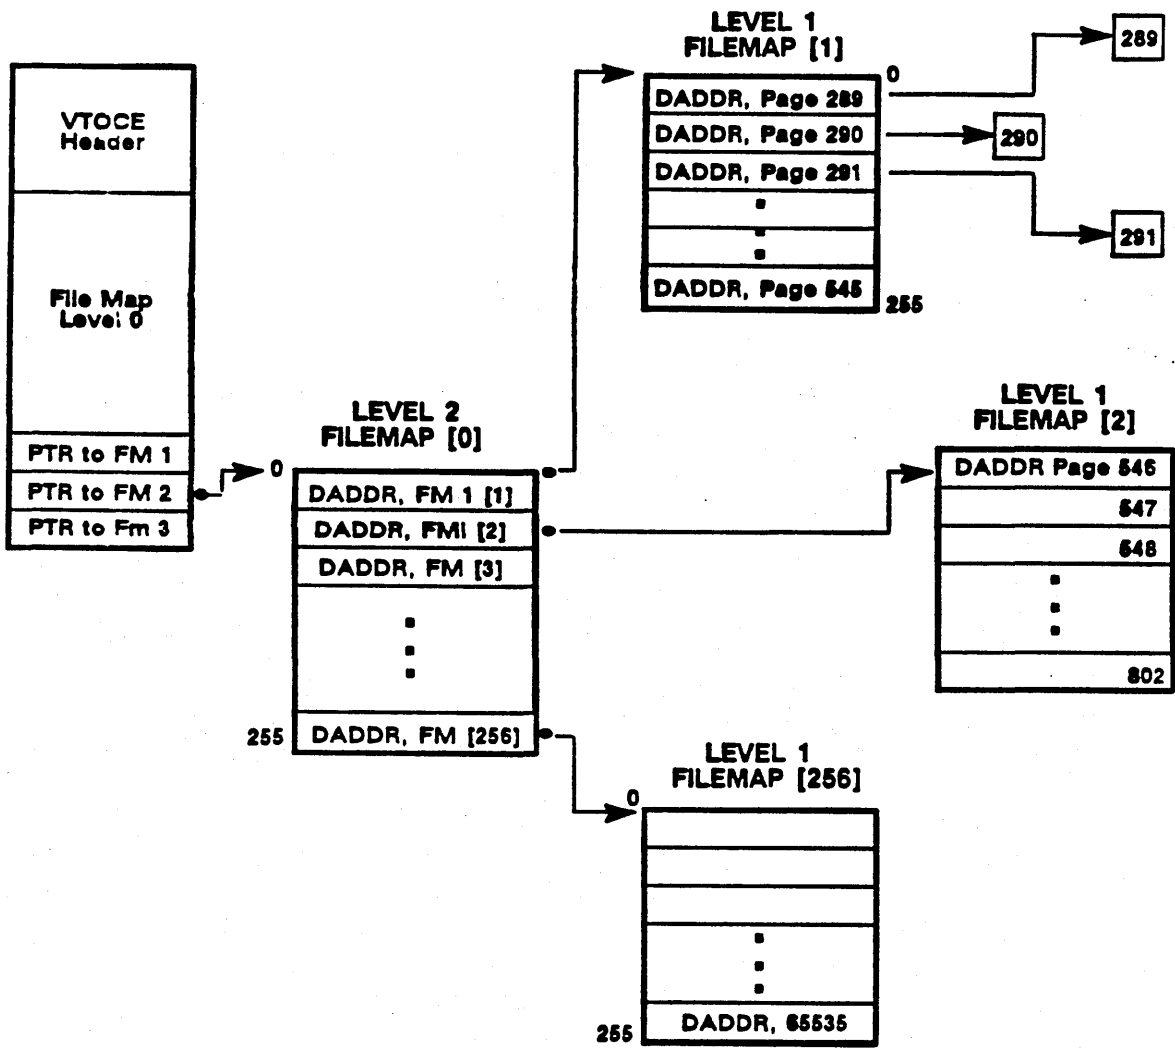 VTOCE
Header
File Map
Level 0
PTR to FM 1
PTR to FM 2
PTR to Fm 3
LEVEL 2
FILEMAP [0]
0
DADDR, FM 1 [1]
DADDR, FMI [2]
DADDR, FM [3]
DADDR, FM [256]
255
LEVEL 1
FILEMAP [1]
0
DADDR, Page 289
DADDR, Page 290
DADDR, Page 291
DADDR, Page 545
255
289
290
291
LEVEL 1
FILEMAP [2]
DADDR Page 546
547
548
802
LEVEL 1
FILEMAP [256]
0
DADDR, 65535
255